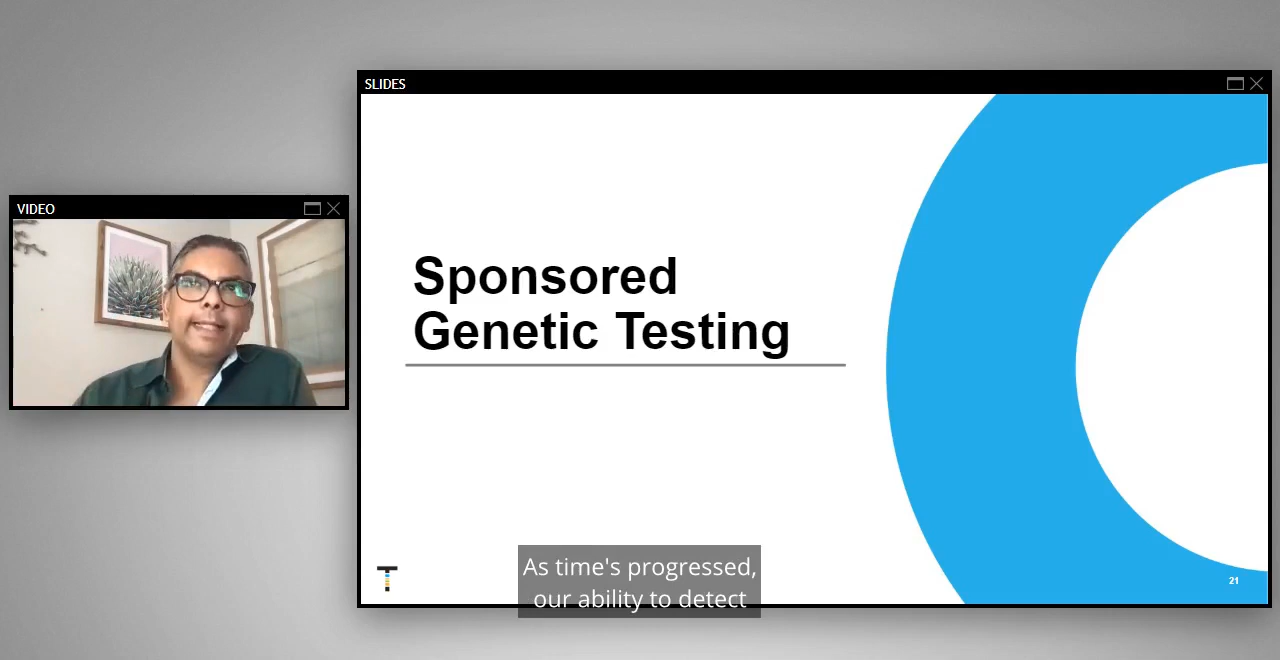 SLIDES
VIDEO
Sponsored
Genetic Testing
T
21
As time's progressed,
our ability to detect